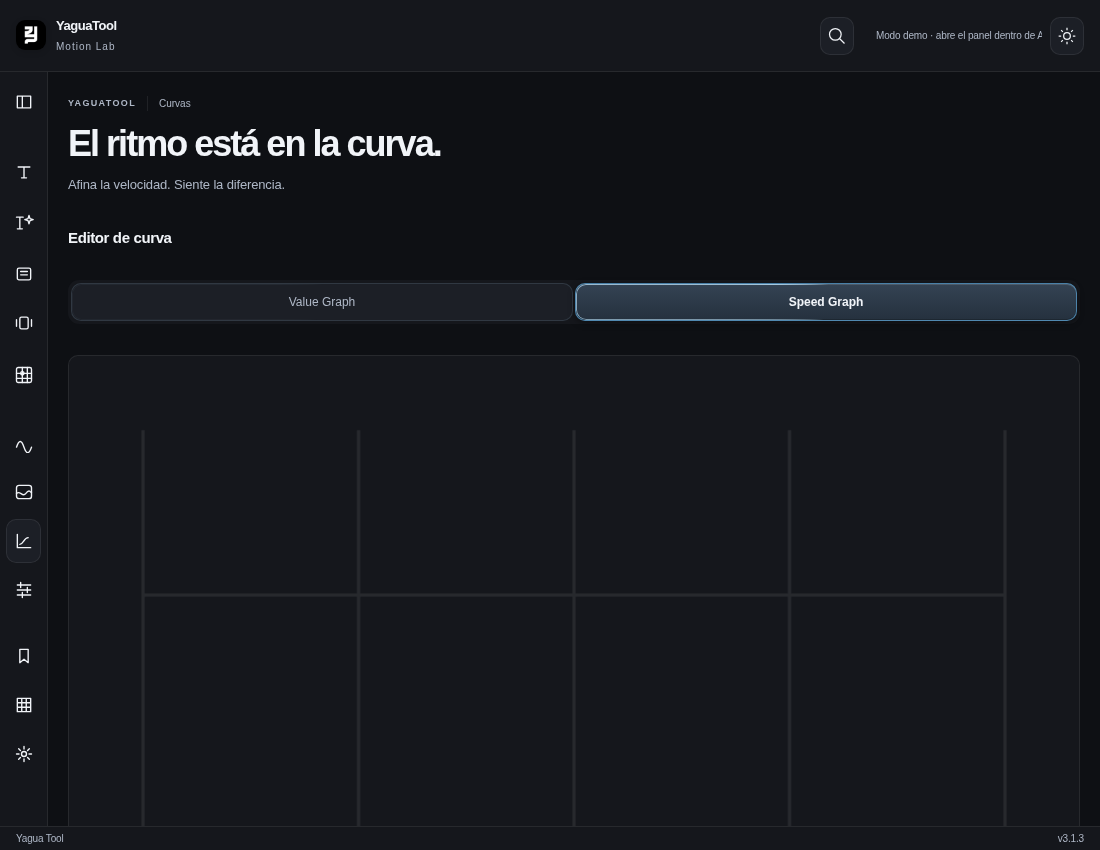 YaguaTool
Motion Lab
Modo demo · abre el panel dentro de
YAGUATOOL
Curvas
El ritmo está en la curva.
Afina la velocidad. Siente la diferencia.
Editor de curva
Value Graph
Speed Graph
Yagua Tool
v3.1.3